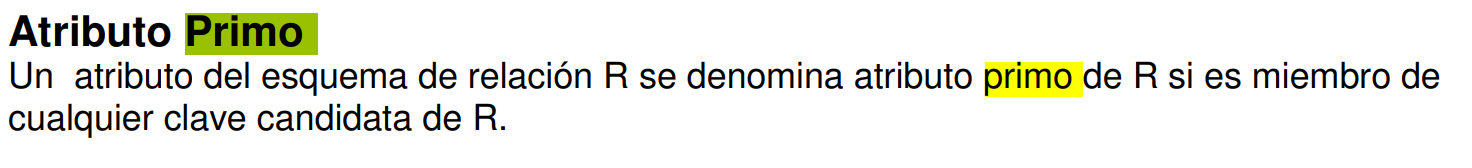 Atributo Primo
Un atributo del esquema de relación R se denomina atributo primo de R si es miembro de
cualquier clave candidata de R.